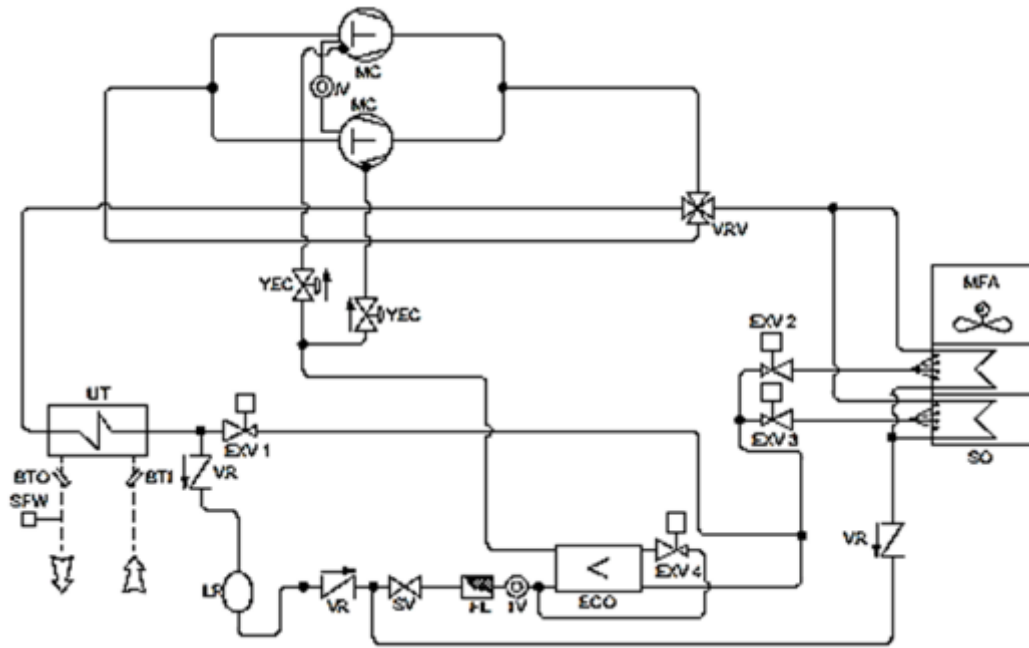 MC
IV
MC
VRV
YEC
YEC
MFA
EXV 2
EXV 3
SO
UT
EXV 1
BTO
BTI
VR
SFW
LR
VR
SV
FL
IV
ECO
EXV 4
VR